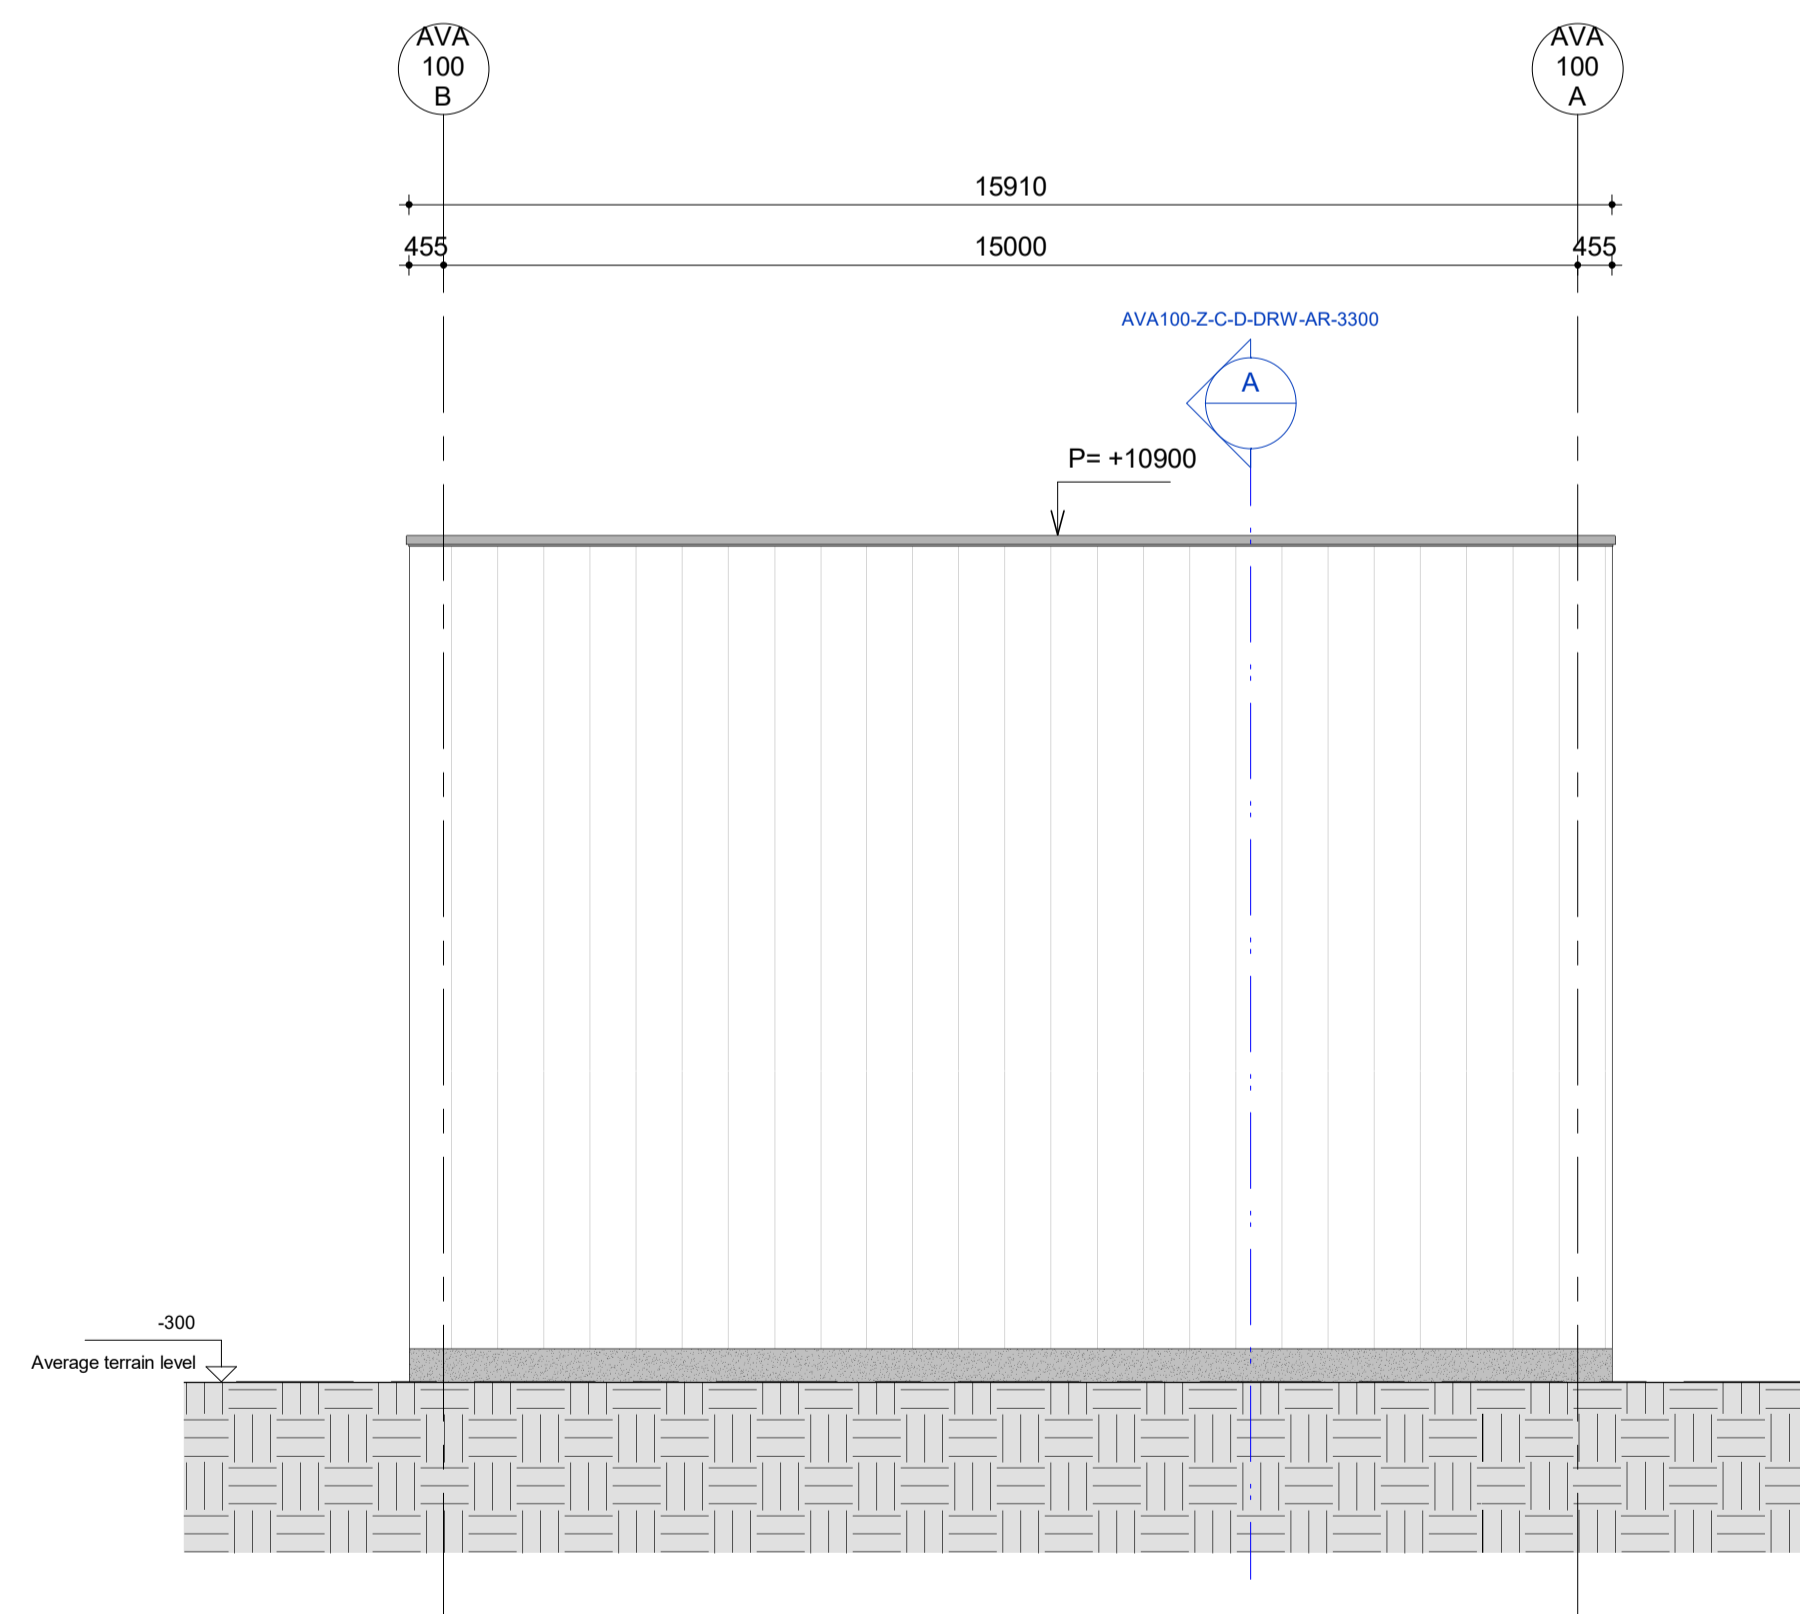 AVA
100
B
AVA
100
A
15910
455
15000
455
AVA100-Z-C-D-DRW-AR-3300
A
P= +10900
-300
Average terrain level